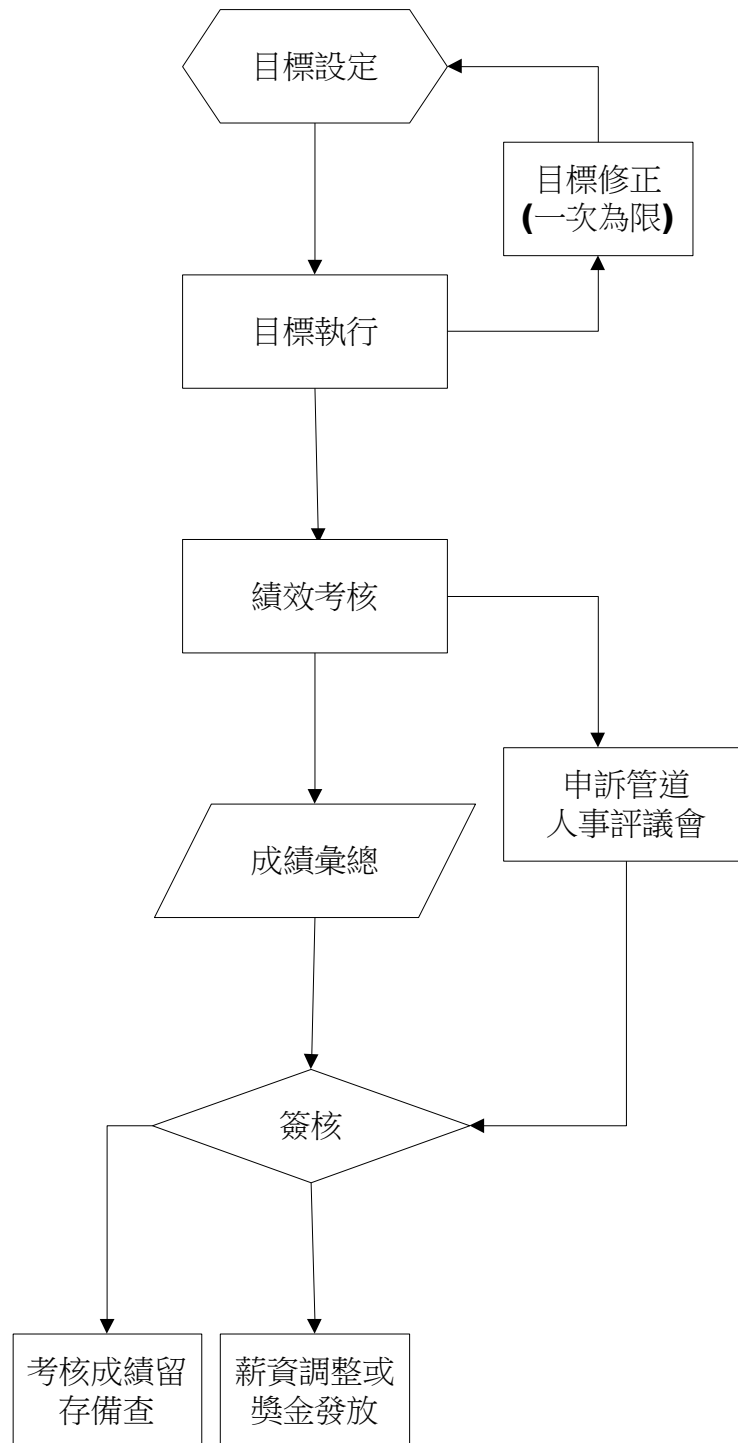 目標設定
目標修正
(一次為限)
目標執行
績效考核
申訴管道
人事評議會
成績彙總
簽核
考核成績留
存備查
薪資調整或
獎金發放